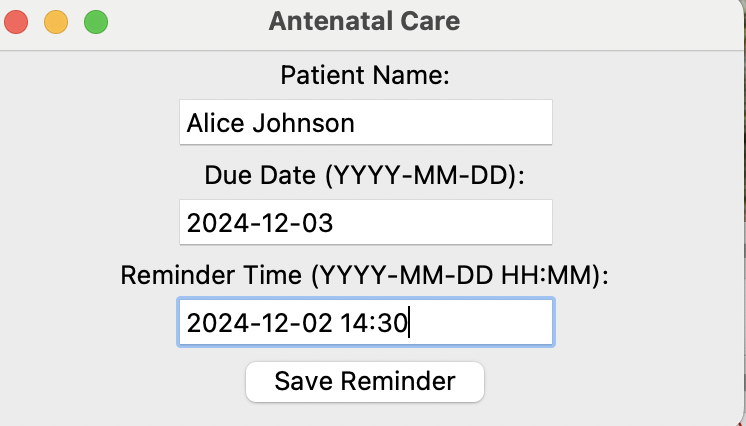 Antenatal Care
Patient Name:
Alice Johnson
Due Date (YYYY-MM-DD):
2024-12-03
Reminder Time (YYYY-MM-DD HH:MM):
2024-12-02 14:30
Save Reminder